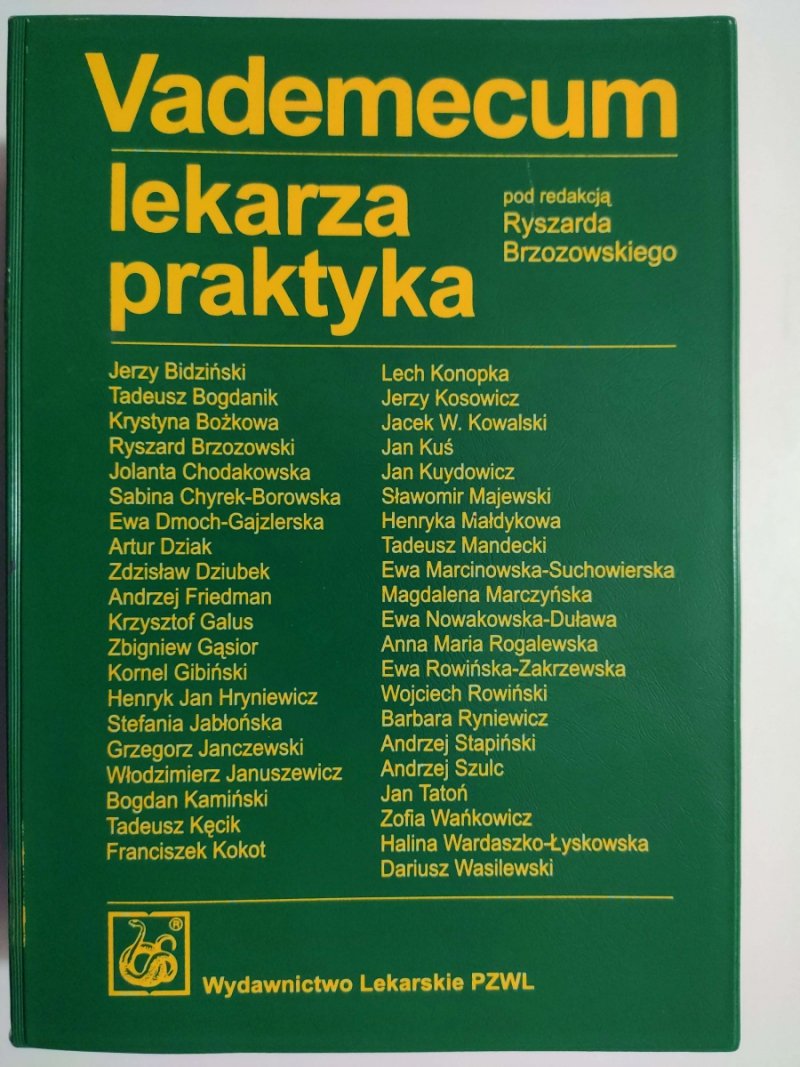 Vademecum
lekarza
praktyka
pod redakcją
Ryszarda
Brzozowskiego
Jerzy Bidziński
Tadeusz Bogdanik
Krystyna Bożkowa
Ryszard Brzozowski
Jolanta Chodakowska
Sabina Chyrek-Borowska
Ewa Dmoch-Gajzlerska
Artur Dziak
Zdzisław Dziubek
Andrzej Friedman
Krzysztof Galus
Zbigniew Gąsior
Kornel Gibiński
Henryk Jan Hryniewicz
Stefania Jabłońska
Grzegorz Janczewski
Włodzimierz Januszewicz
Bogdan Kamiński
Tadeusz Kęcik
Franciszek Kokot
Lech Konopka
Jerzy Kosowicz
Jacek W. Kowalski
Jan Kuś
Jan Kuydowicz
Sławomir Majewski
Henryka Małdykowa
Tadeusz Mandecki
Ewa Marcinowska-Suchowierska
Magdalena Marczyńska
Ewa Nowakowska-Duława
Anna Maria Rogalewska
Ewa Rowińska-Zakrzewska
Wojciech Rowiński
Barbara Ryniewicz
Andrzej Stapiński
Andrzej Szulc
Jan Tatoń
Zofia Wańkowicz
Halina Wardaszko-Łyskowska
Dariusz Wasilewski
®
Wydawnictwo Lekarskie PZWL